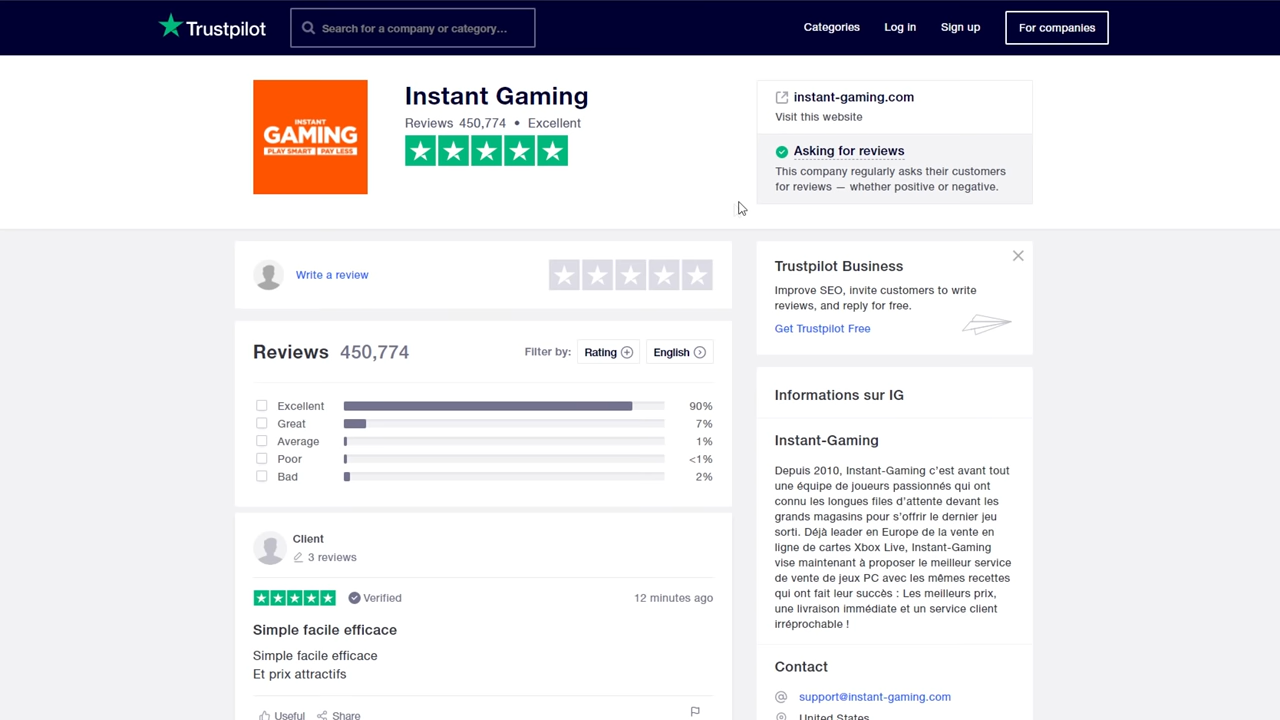 Trustpilot
Search for a company or category...
Categories
Log in
Sign up
For companies
INSTANT
GAMING
PLAY SMART PAY LESS
Instant Gaming
Reviews 450,774 • Excellent
instant-gaming.com
Visit this website
Asking for reviews
This company regularly asks their customers
for reviews — whether positive or negative.
Write a review
Reviews 450,774
Filter by:
Rating
English
Excellent 90%
Great 7%
Average 1%
Poor <1%
Bad 2%
Client
3 reviews
Verified
12 minutes ago
Simple facile efficace
Simple facile efficace
Et prix attractifs
Useful
Share
Trustpilot Business
Improve SEO, invite customers to write
reviews, and reply for free.
Get Trustpilot Free
Informations sur IG
Instant-Gaming
Depuis 2010, Instant-Gaming c'est avant tout
une équipe de joueurs passionnés qui ont
connu les longues files d'attente devant les
grands magasins pour s'offrir le dernier jeu
sorti. Déjà leader en Europe de la vente en
ligne de cartes Xbox Live, Instant-Gaming
vise maintenant à proposer le meilleur service
de vente de jeux PC avec les mêmes recettes
qui ont fait leur succès : Les meilleurs prix,
une livraison immédiate et un service client
irréprochable !
Contact
support@instant-gaming.com
United States